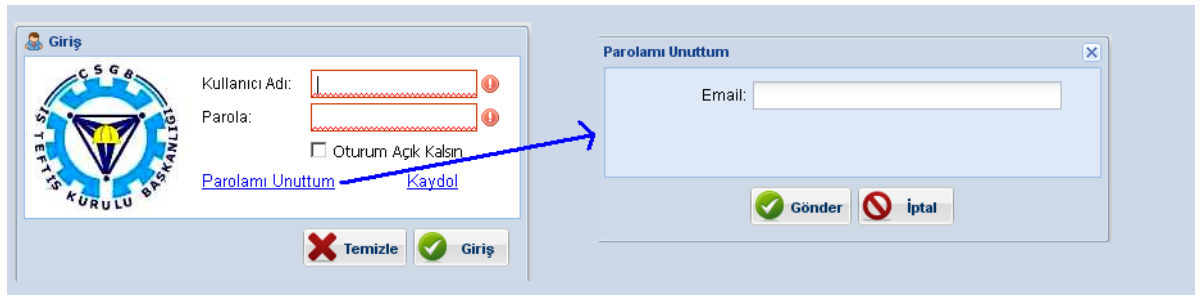 Giriş
CSGB
İŞ TEFTİŞ KURULU BAŞKANLIĞI
Kullanıcı Adı:
Parola:
Oturum Açık Kalsın
Parolamı Unuttum Kaydol
Temizle Giriş
Parolamı Unuttum
Email:
Gönder İptal